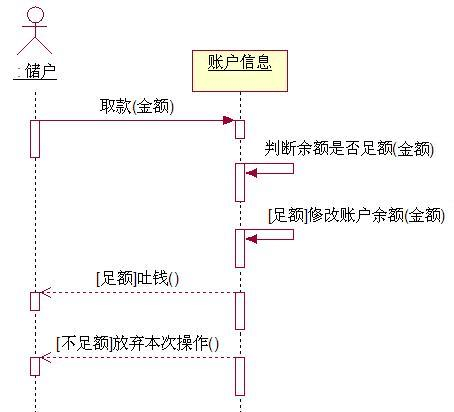 : 储户
账户信息
取款(金额)
判断余额是否足额(金额)
[足额]修改账户余额(金额)
[足额]吐钱()
[不足额]放弃本次操作()